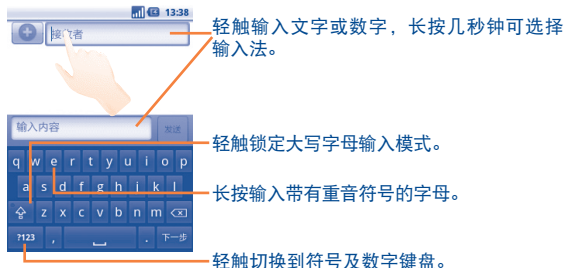 13:38
接收者
轻触输入文字或数字，长按几秒钟可选择
输入法。
输入内容
发送
轻触锁定大写字母输入模式。
q w e r t y u i o p
长按输入带有重音符号的字母。
a s d f g h j k l
z x c v b n m
?123 , . 下一步
轻触切换到符号及数字键盘。